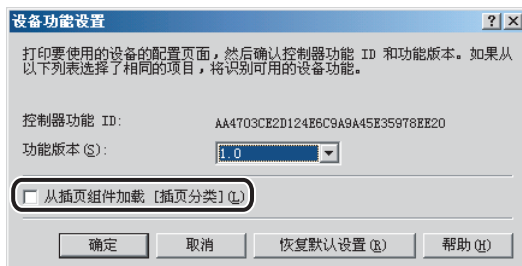 设备功能设置
打印要使用的设备的配置页面，然后确认控制器功能 ID 和功能版本。如果从
以下列表选择了相同的项目，将识别可用的设备功能。
控制器功能 ID: AA4703CE2D124E6C9A9A45E35978EE20
功能版本(S): 1.0
从插页组件加载 [插页分类](L)
确定 取消 恢复默认设置(R) 帮助(H)